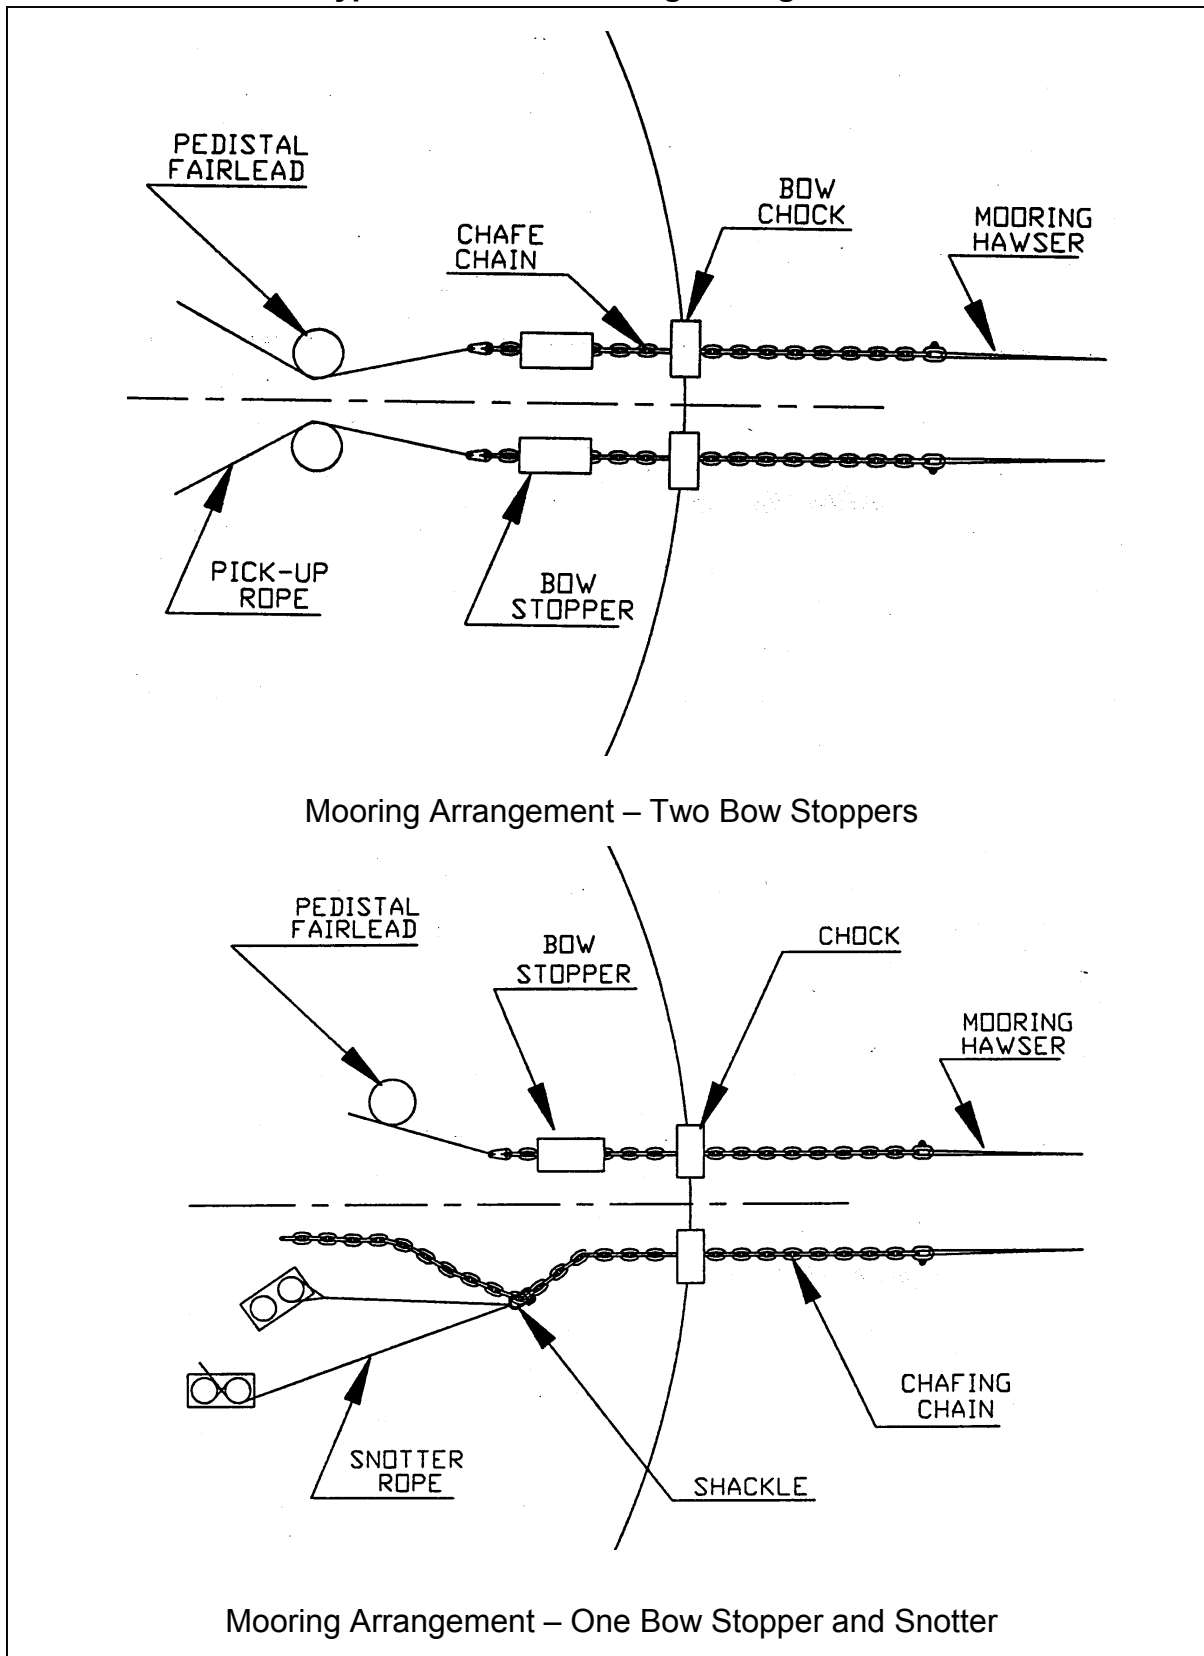 PEDISTAL
FAIRLEAD
BOW
CHOCK
MOORING
HAWSER
CHAFE
CHAIN
PICK-UP
ROPE
BOW
STOPPER
Mooring Arrangement – Two Bow Stoppers
PEDISTAL
FAIRLEAD
BOW
STOPPER
CHOCK
MOORING
HAWSER
CHAFING
CHAIN
SNOTTER
ROPE
SHACKLE
Mooring Arrangement – One Bow Stopper and Snotter